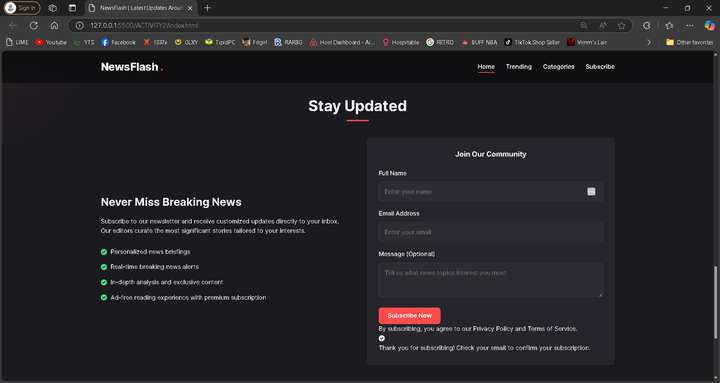 Sign in
NewsFlash | Latest Updates Arou
127.0.0.1:5500/ACTIVITY2/index.html
LIME
Youtube
YTS
Facebook
1337x
GLXY
TipidPC
Fitgirl
RARBG
Host Dashboard - Ai...
Hospitable
RETRO
BUFF NBA
TikTok Shop Seller
Vimm's Lair
Other favorites
NewsFlash .
Home
Trending
Categories
Subscribe
Stay Updated
Never Miss Breaking News
Subscribe to our newsletter and receive customized updates directly to your inbox.
Our editors curate the most significant stories tailored to your interests.
Personalized news briefings
Real-time breaking news alerts
In-depth analysis and exclusive content
Ad-free reading experience with premium subscription
Join Our Community
Full Name
Enter your name
Email Address
Enter your email
Message (Optional)
Tell us what news topics interest you most
Subscribe Now
By subscribing, you agree to our Privacy Policy and Terms of Service.
Thank you for subscribing! Check your email to confirm your subscription.